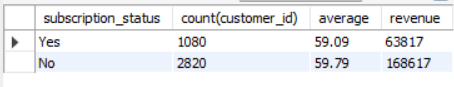 subscription_status count(customer_id) average revenue
Yes 1080 59.09 63817
No 2820 59.79 168617